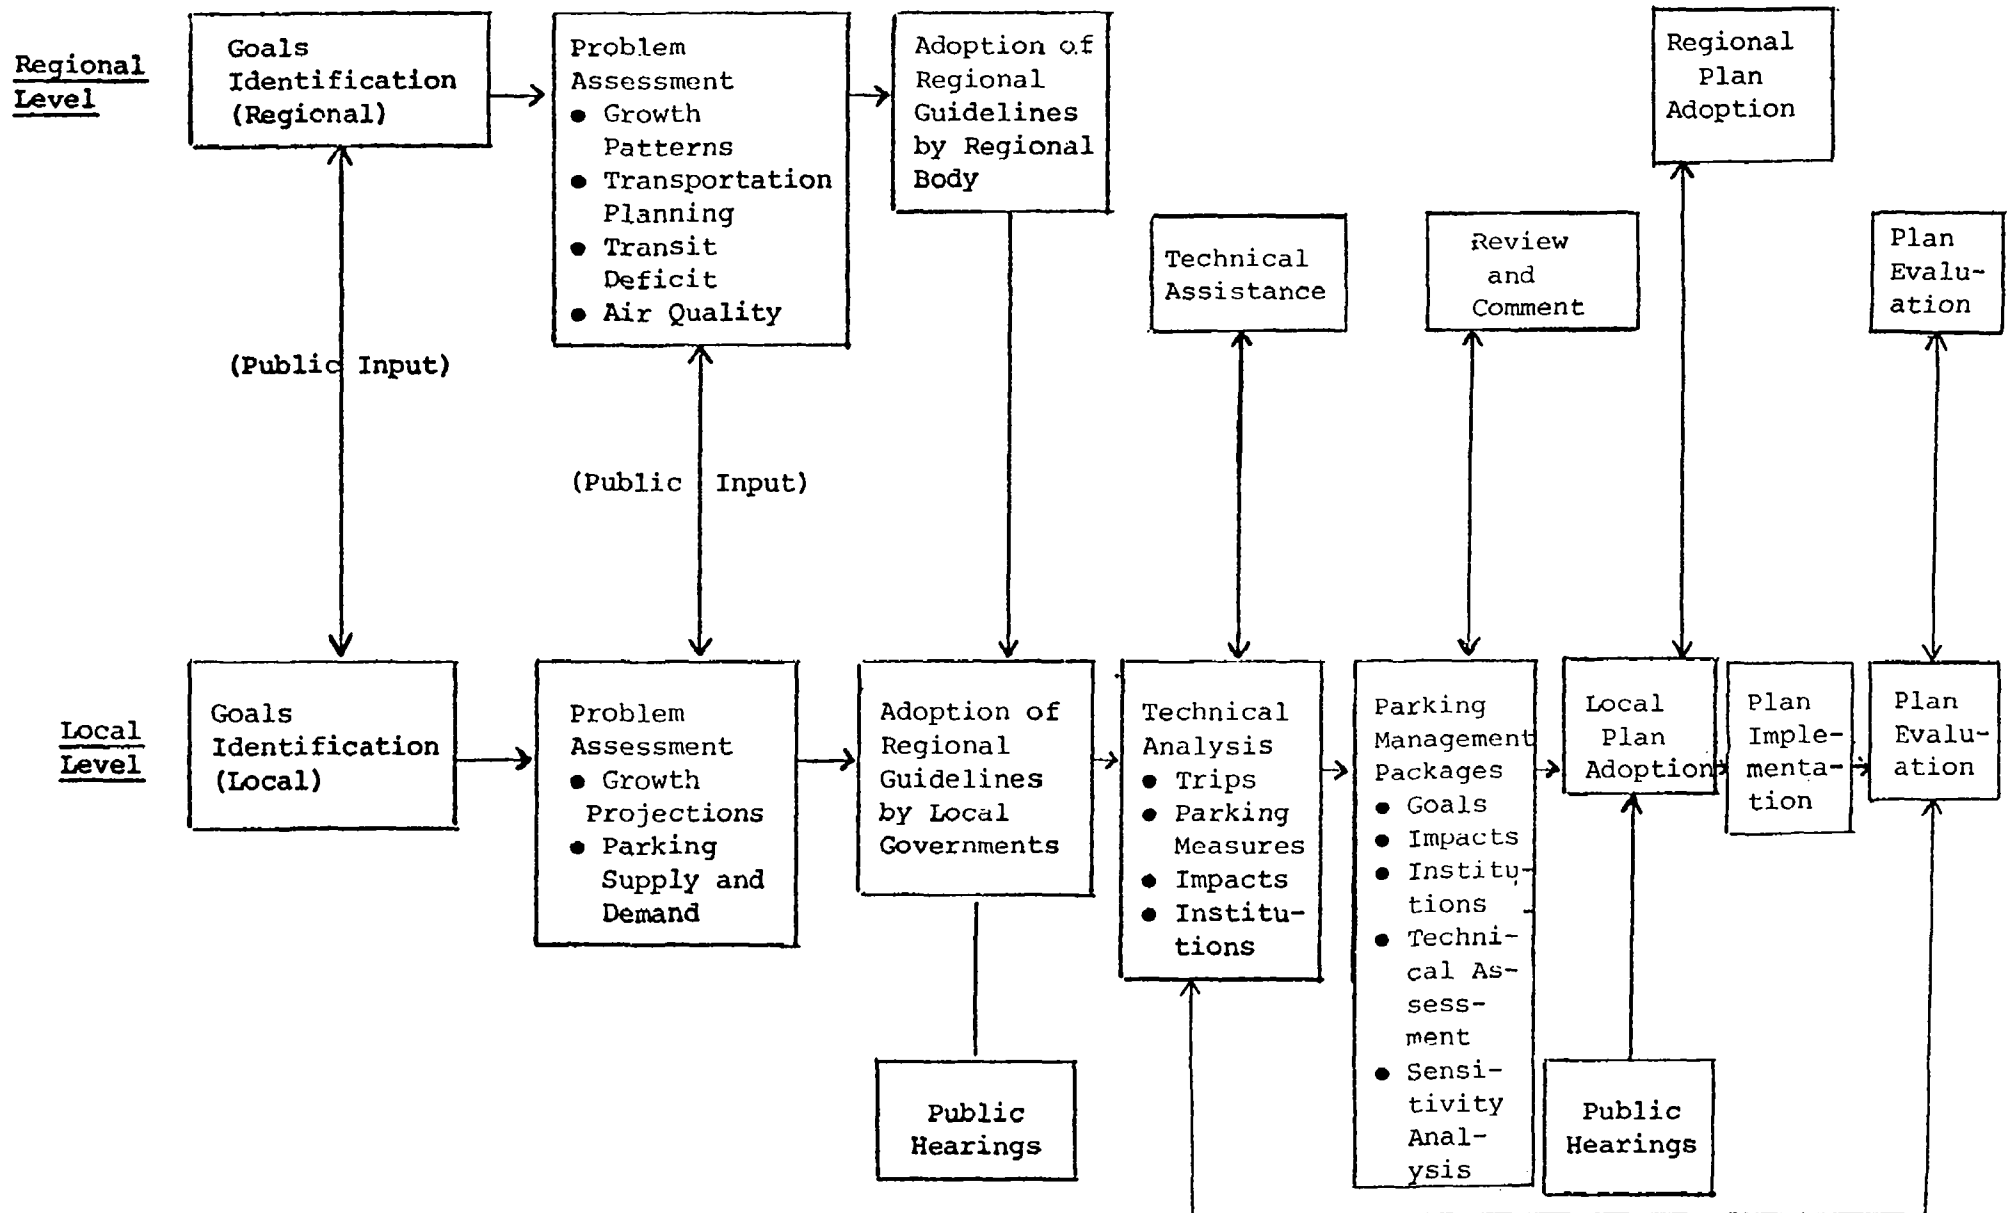 Regional
Level
Goals
Identification
(Regional)
Problem
Assessment
● Growth
Patterns
● Transportation
Planning
● Transit
Deficit
● Air Quality
Adoption of
Regional
Guidelines
by Regional
Body
Technical
Assistance
Review
and
Comment
Regional
Plan
Adoption
Plan
Evalu-
ation
(Public Input)
(Public Input)
Local
Level
Goals
Identification
(Local)
Problem
Assessment
● Growth
Projections
● Parking
Supply and
Demand
Adoption of
Regional
Guidelines
by Local
Governments
Public
Hearings
Technical
Analysis
● Trips
● Parking
Measures
● Impacts
● Institu-
tions
Parking
Management
Packages
● Goals
● Impacts
● Institu-
tions
● Techni-
cal As-
sess-
ment
● Sensi-
tivity
Anal-
ysis
Local
Plan
Adoption
Public
Hearings
Plan
Imple-
menta-
tion
Plan
Evalu-
ation